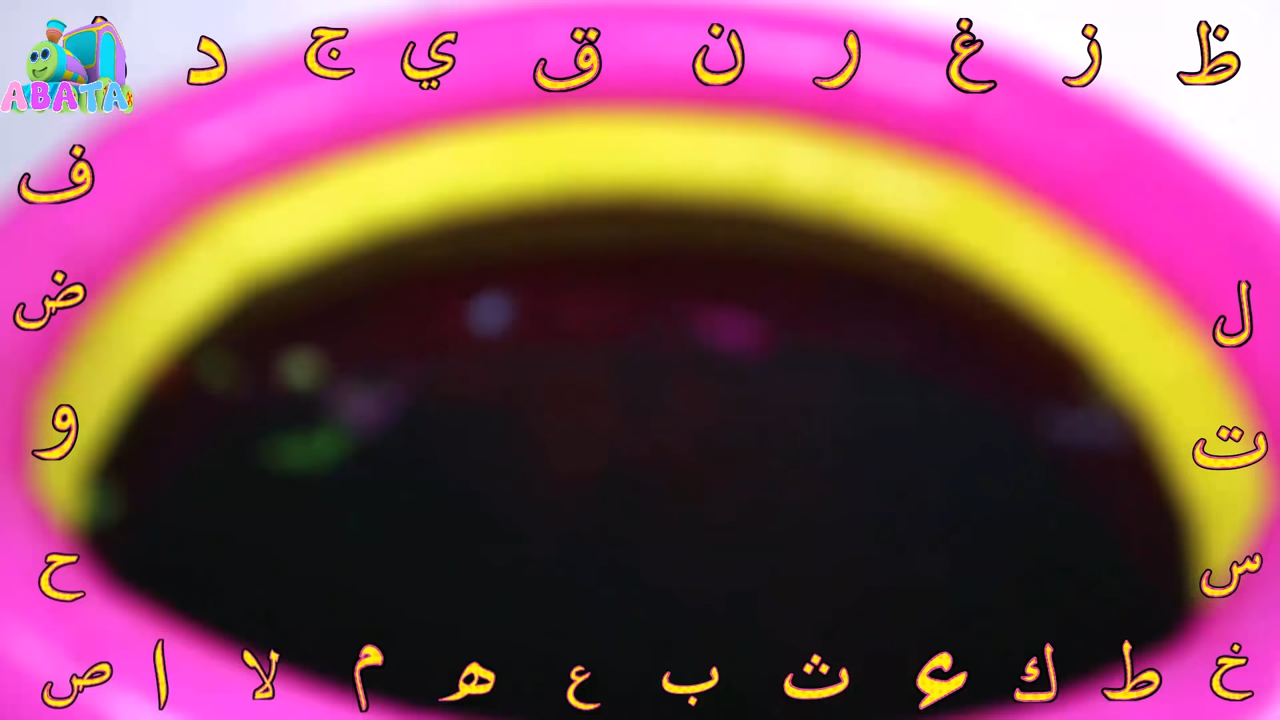 ظ ز غ ر ن ق ي ج د
ABATA
ف
ض
ل
و
ت
ح
س
خ ط ك ء ث ب ع ه م لا ا ص